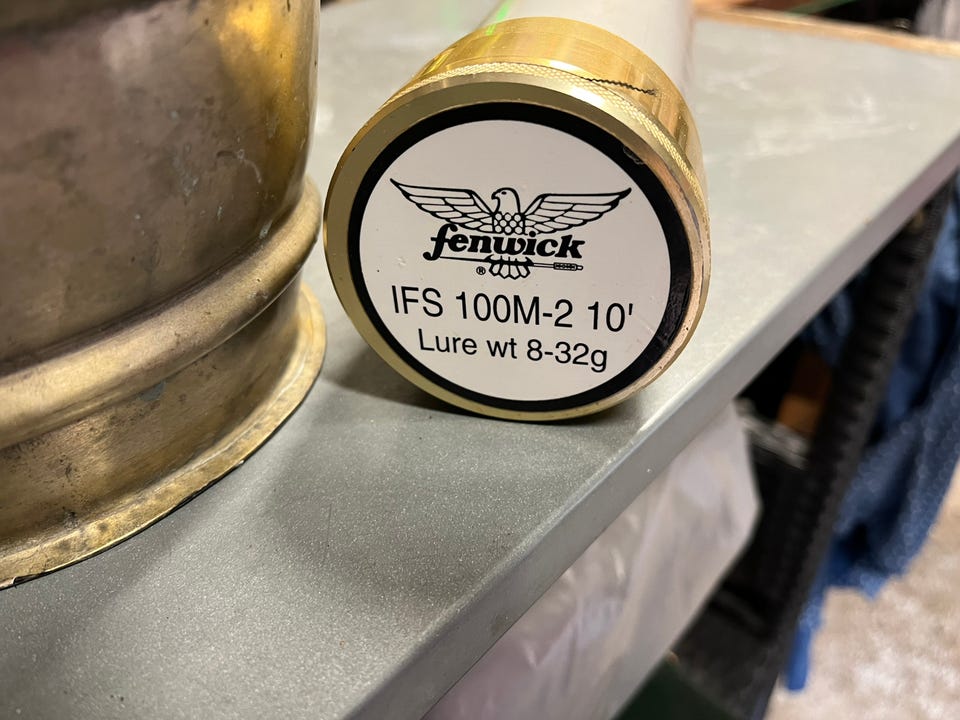 fenwick
®
IFS 100M-2 10'
Lure wt 8-32g